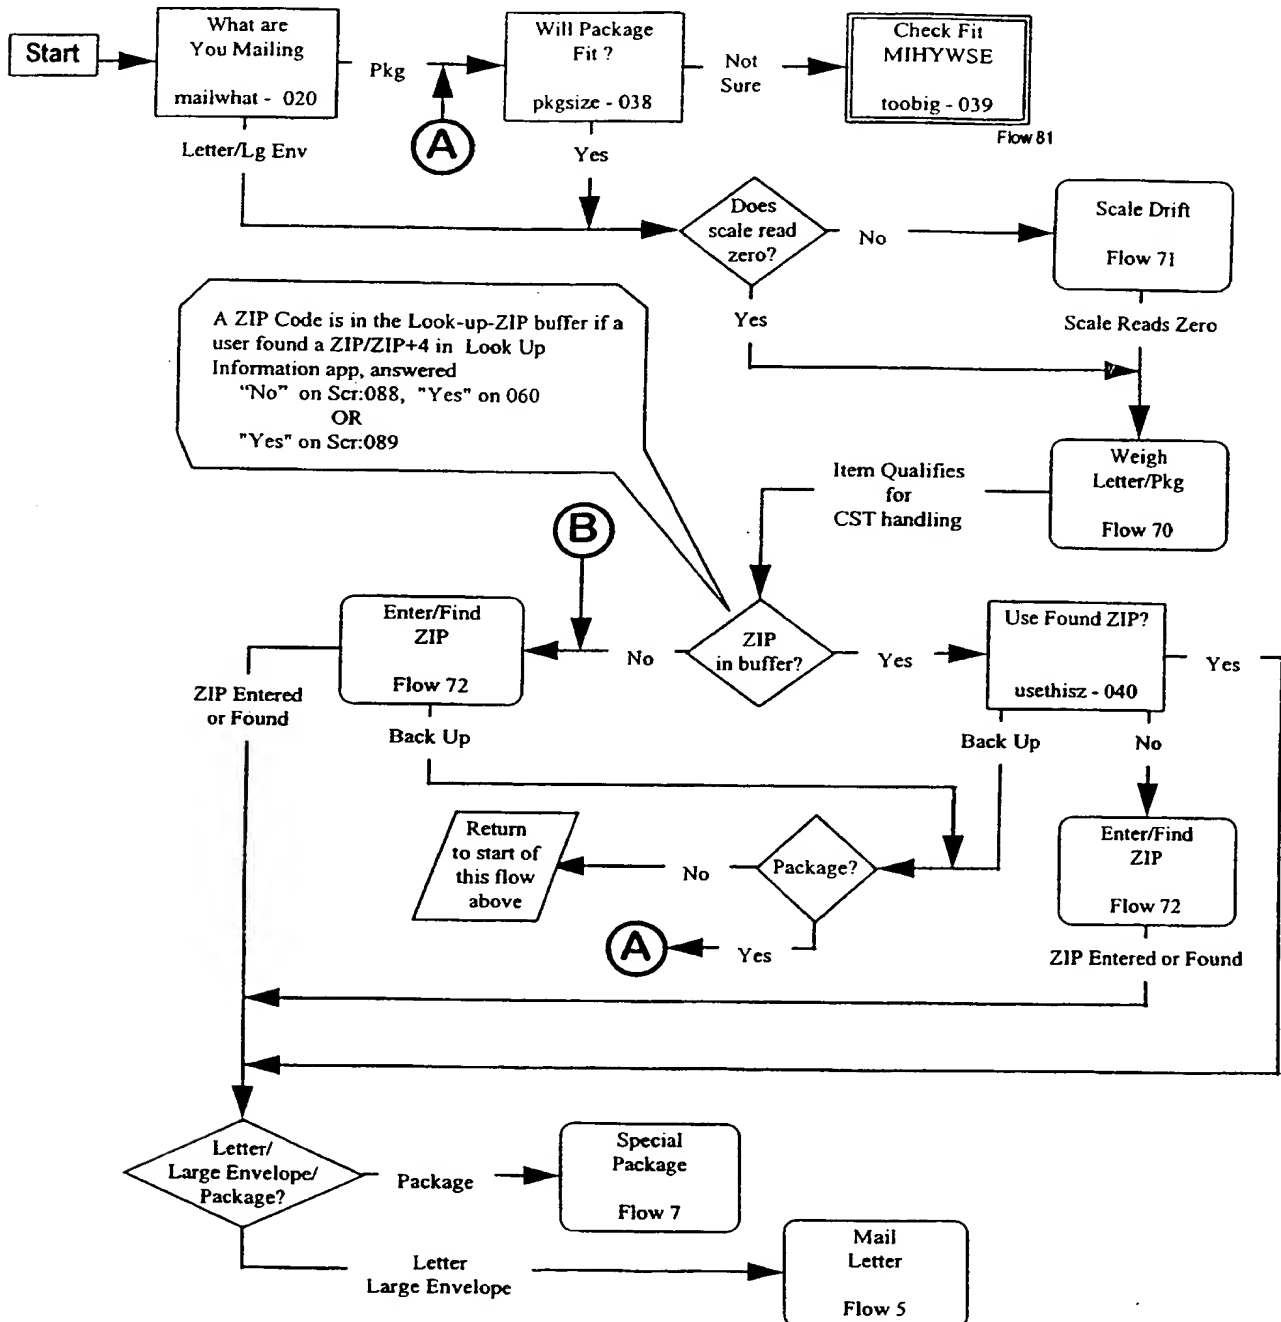 Start
What are
You Mailing
mailwhat - 020
Pkg
A
Will Package
Fit ?
pkgsize - 038
Not
Sure
Check Fit
MIHYWSE
toobig - 039
Flow 81
Letter/Lg Env
Yes
Does
scale read
zero?
No
Scale Drift
Flow 71
Yes
Scale Reads Zero
A ZIP Code is in the Look-up-ZIP buffer if a
user found a ZIP/ZIP+4 in Look Up
Information app, answered
"No" on Scr:088, "Yes" on 060
OR
"Yes" on Scr:089
Weigh
Letter/Pkg
Flow 70
Item Qualifies
for
CST handling
B
Enter/Find
ZIP
Flow 72
No
ZIP
in buffer?
Yes
Use Found ZIP?
usethisz - 040
Yes
ZIP Entered
or Found
Back Up
Back Up
No
Return
to start of
this flow
above
No
Package?
Enter/Find
ZIP
Flow 72
A
Yes
ZIP Entered or Found
Letter/
Large Envelope/
Package?
Package
Special
Package
Flow 7
Letter
Large Envelope
Mail
Letter
Flow 5